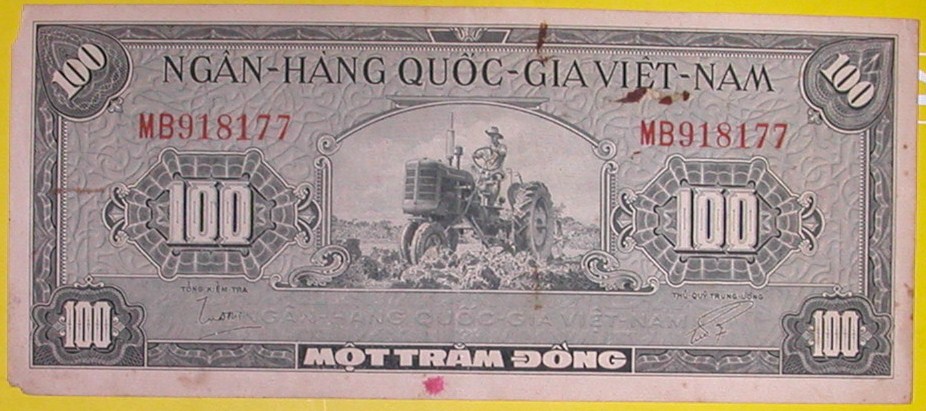 100 100
NGÂN-HÀNG QUỐC-GIA VIỆT-NAM
MB918177 MB918177
100 100
TỔNG KIỂM TRA THỦ QUỸ TRUNG-ƯƠNG
NGÂN HÀNG QUỐC GIA VIỆT NAM
100 100
MỘT TRĂM ĐỒNG